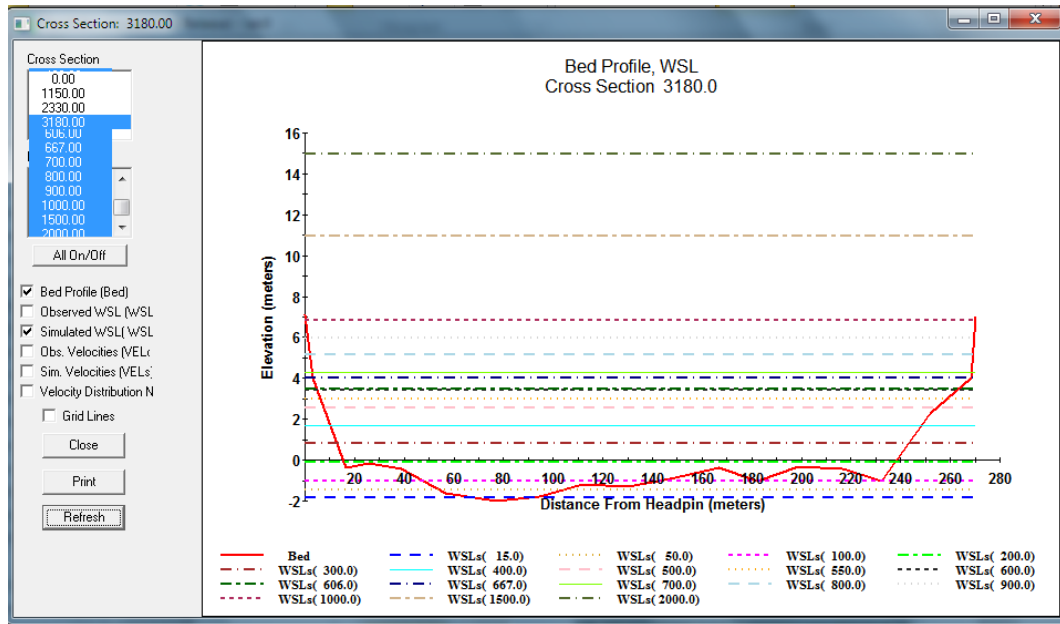 Cross Section: 3180.00
Cross Section
0.00
1150.00
2330.00
3180.00
606.00
667.00
700.00
800.00
900.00
1000.00
1500.00
2000.00
All On/Off
Bed Profile (Bed)
Observed WSL (WSL
Simulated WSL( WSL
Obs. Velocities (VEL
Sim. Velocities (VELs)
Velocity Distribution N
Grid Lines
Close
Print
Refresh
Bed Profile, WSL
Cross Section 3180.0
Elevation (meters)
16
14
12
10
8
6
4
2
0
-2
20 40 60 80 100 120 140 160 180 200 220 240 260 280
Distance From Headpin (meters)
Bed WSLs( 15.0) WSLs( 50.0) WSLs( 100.0) WSLs( 200.0)
WSLs( 300.0) WSLs( 400.0) WSLs( 500.0) WSLs( 550.0) WSLs( 600.0)
WSLs( 606.0) WSLs( 667.0) WSLs( 700.0) WSLs( 800.0) WSLs( 900.0)
WSLs( 1000.0) WSLs( 1500.0) WSLs( 2000.0)